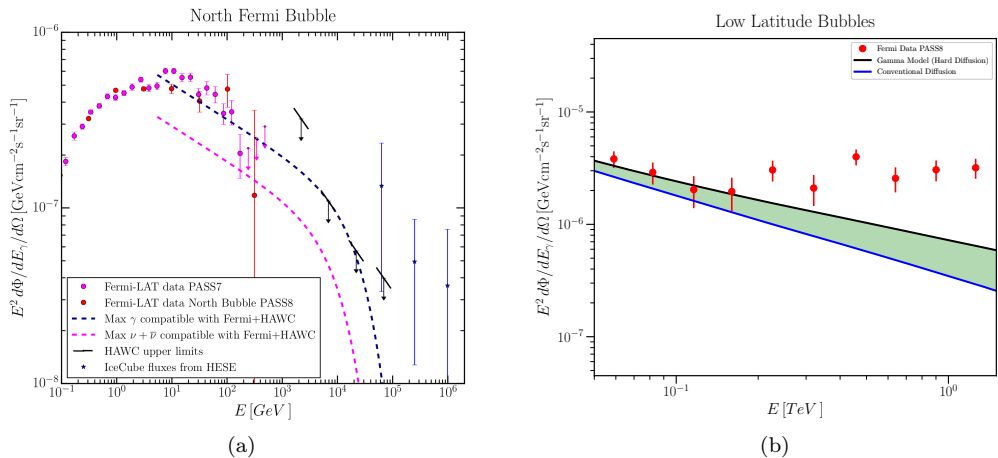 North Fermi Bubble
10^{-6}
10^{-7}
10^{-8}
E^2 dΦ/dE_γ/dΩ [GeVcm^{-2}s^{-1}sr^{-1}]
Fermi-LAT data PASS7
Fermi-LAT data North Bubble PASS8
Max γ compatible with Fermi+HAWC
Max ν + ν̅ compatible with Fermi+HAWC
HAWC upper limits
IceCube fluxes from HESE
10^{-1} 10^0 10^1 10^2 10^3 10^4 10^5 10^6
E [GeV]
(a)
Low Latitude Bubbles
Fermi Data PASS8
Gamma Model (Hard Diffusion)
Conventional Diffusion
10^{-5}
10^{-6}
10^{-7}
E^2 dΦ/dE_γ/dΩ [GeVcm^{-2}s^{-1}sr^{-1}]
10^{-1} 10^0
E [TeV]
(b)